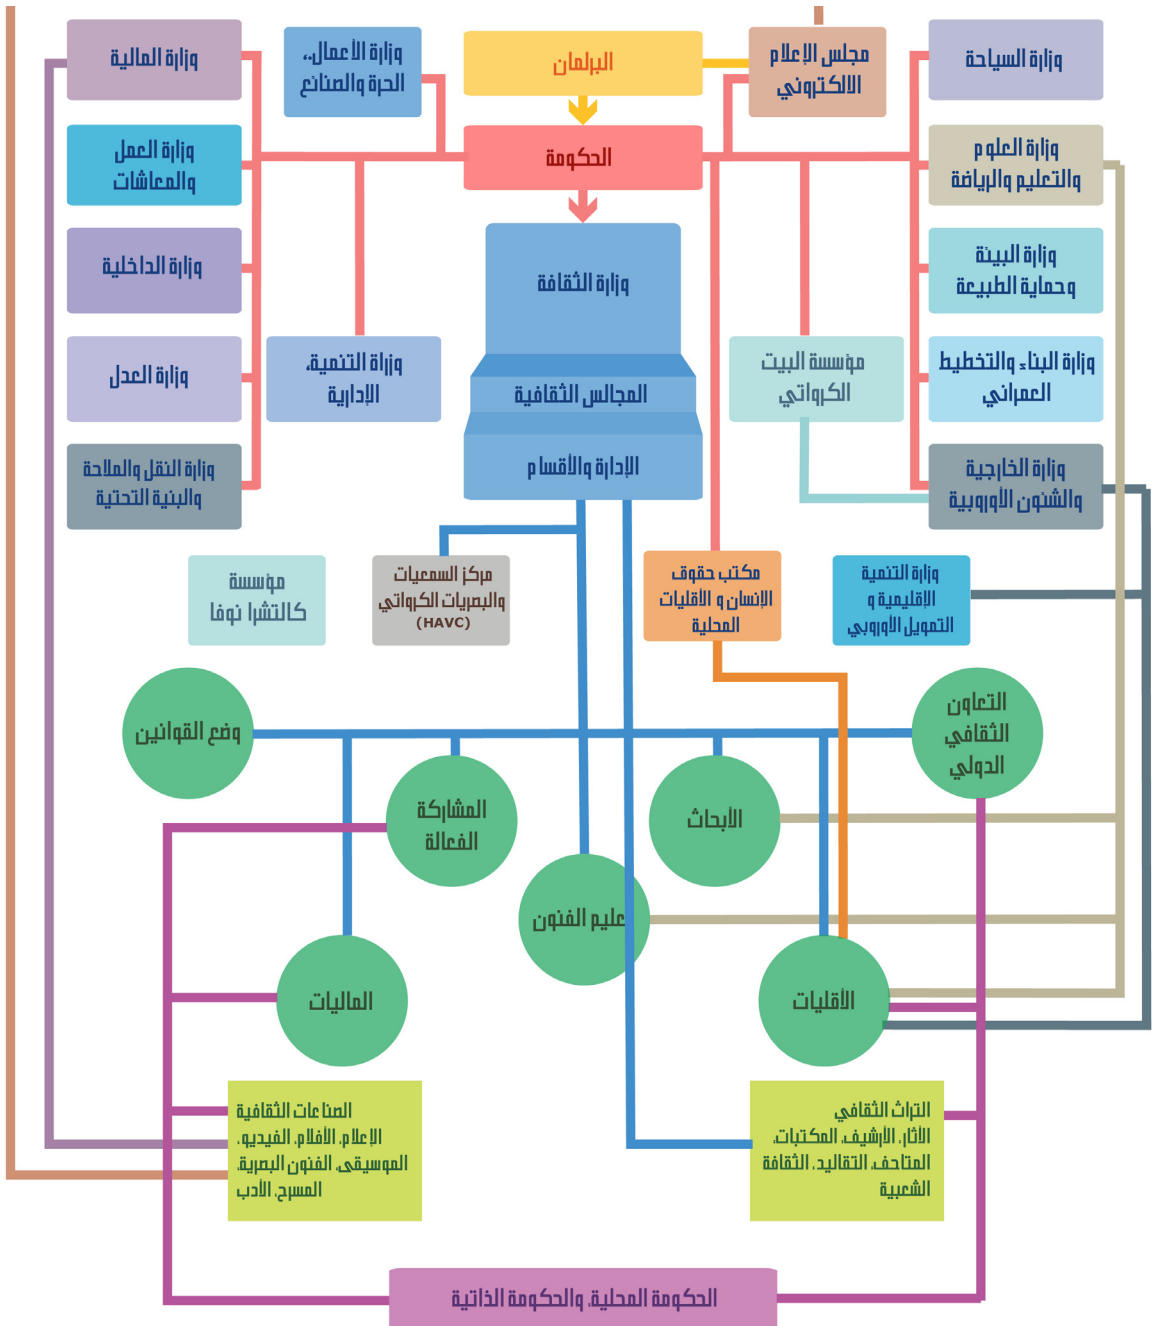 وزارة السياحة
مجلس الإعلام
الالكتروني
البرلمان
وزارة الأعمال،
الحرة والصنائع
وزارة المالية
وزارة العلوم
والتعليم والرياضة
الحكومة
وزارة العمل
والمعاشات
وزارة البيئة
وحماية الطبيعة
وزارة الثقافة
وزارة الداخلية
وزارة البناء والتخطيط
العمراني
مؤسسة البيت
الكرواتي
المجالس الثقافية
وزراة التنمية،
الإدارية
وزارة العدل
وزارة الخارجية
والشئون الأوروبية
الإدارة والأقسام
وزارة النقل والملاحة
والبنية التحتية
وزارة التنمية
الإقليمية و
التمويل الأوروبي
مكتب حقوق
الإنسان و الأقليات
المحلية
مركز السمعيات
والبصريات الكرواتي
(HAVC)
مؤسسة
كالتشرا نوفا
التعاون
الثقافي
الدولي
وضع القوانين
الأبحاث
المشاركة
الفعالة
عليم الفنون
الأقليات
الماليات
التراث الثقافي
الأثار، الأرشيف، المكتبات،
المتاحف، التقاليد، الثقافة
الشعبية
الصناعات الثقافية
الإعلام، الأفلام، الفيديو،
الموسيقى، الفنون البصرية،
المسرح، الأدب
الحكومة المحلية، والحكومة الذاتية